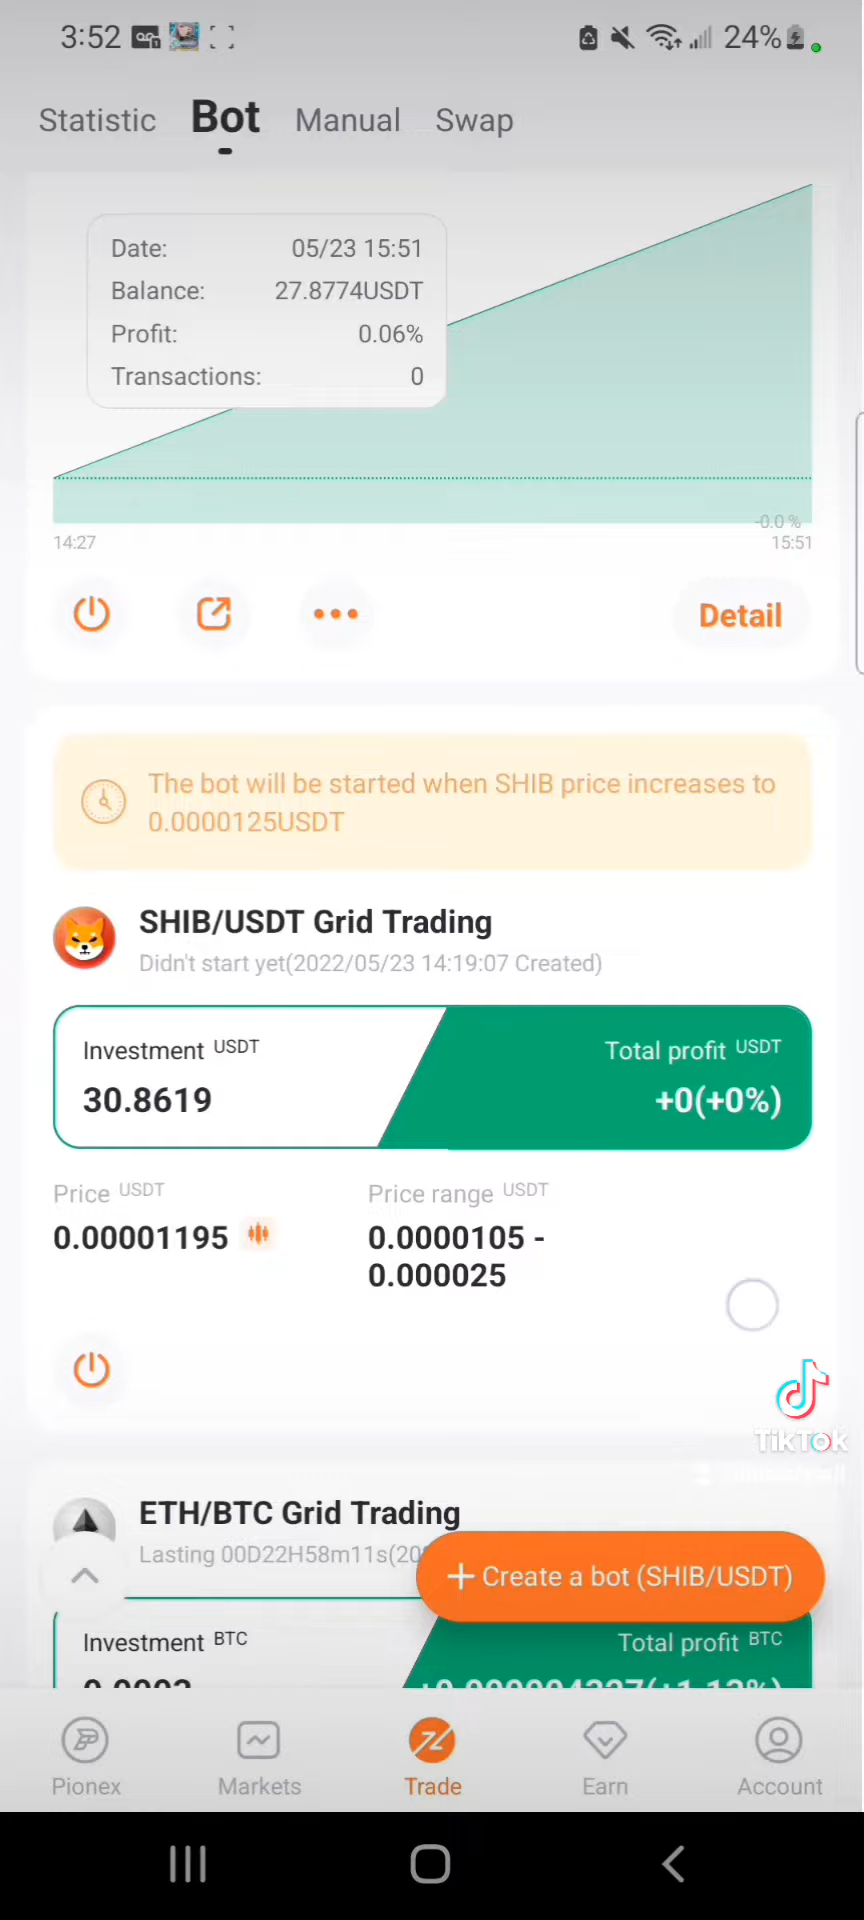 3:52
24%
Statistic Bot Manual Swap
Date: 05/23 15:51
Balance: 27.8774USDT
Profit: 0.06%
Transactions: 0
-0.0 %
14:27 15:51
Detail
The bot will be started when SHIB price increases to
0.0000125USDT
SHIB/USDT Grid Trading
Didn't start yet(2022/05/23 14:19:07 Created)
Investment USDT Total profit USDT
30.8619 +0(+0%)
Price USDT Price range USDT
0.00001195 0.0000105 -
0.000025
TikTok
ETH/BTC Grid Trading
Lasting 00D22H58m11s(20
+ Create a bot (SHIB/USDT)
Investment BTC Total profit BTC
Pionex Markets Trade Earn Account